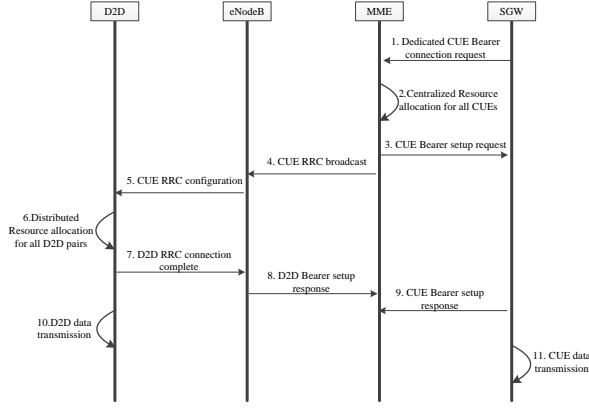 D2D
eNodeB
MME
SGW
1. Dedicated CUE Bearer
connection request
2.Centralized Resource
allocation for all CUEs
3. CUE Bearer setup request
4. CUE RRC broadcast
5. CUE RRC configuration
6.Distributed
Resource allocation
for all D2D pairs
7. D2D RRC connection
complete
8. D2D Bearer setup
response
9. CUE Bearer setup
response
10.D2D data
transmission
11. CUE data
transmission